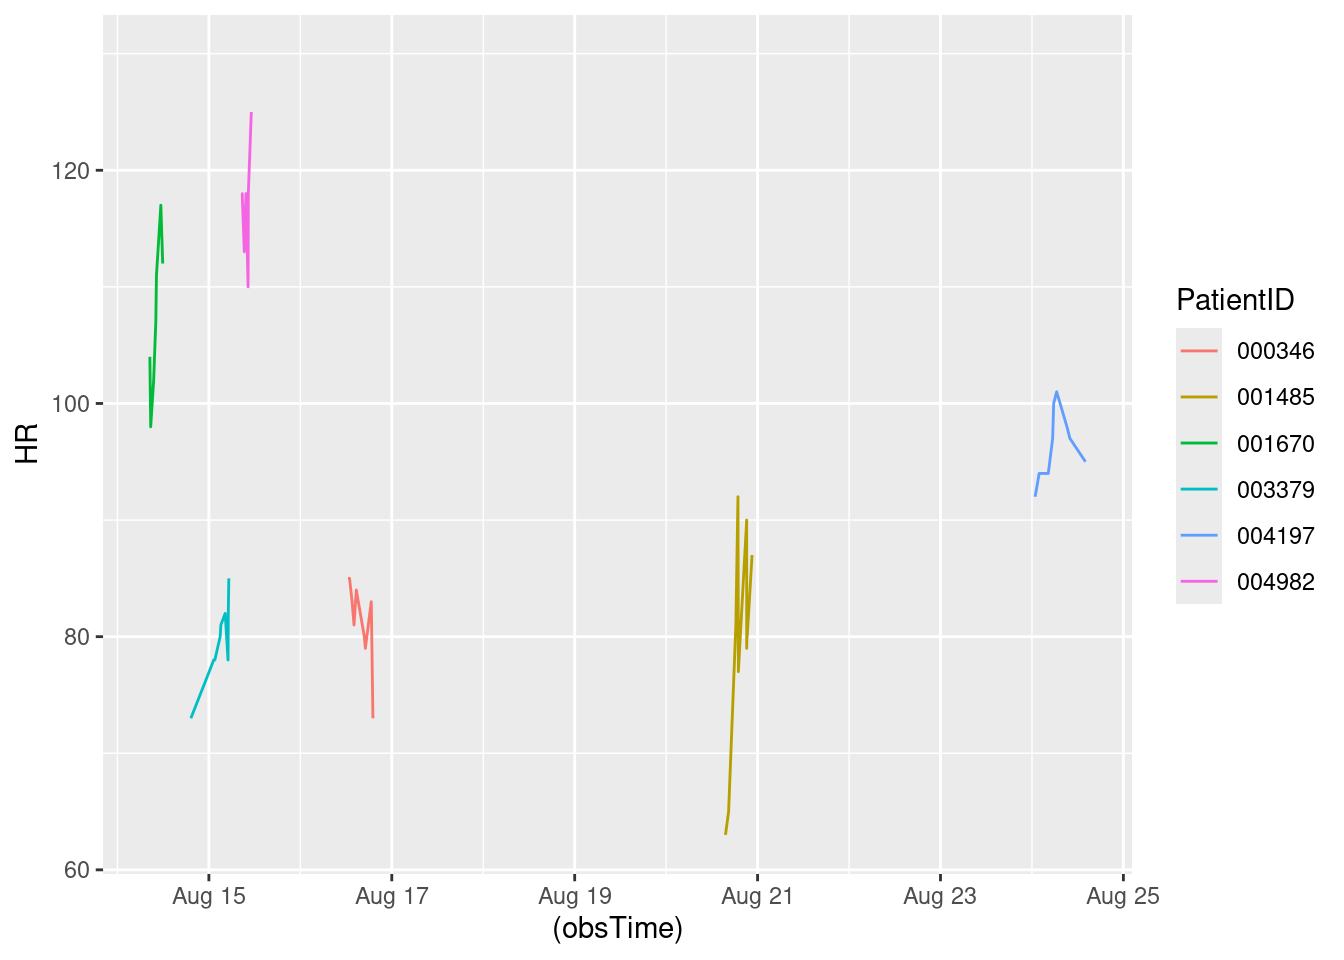 120
100
80
60
HR
Aug 15
Aug 17
Aug 19
Aug 21
Aug 23
Aug 25
(obsTime)
PatientID
000346
001485
001670
003379
004197
004982